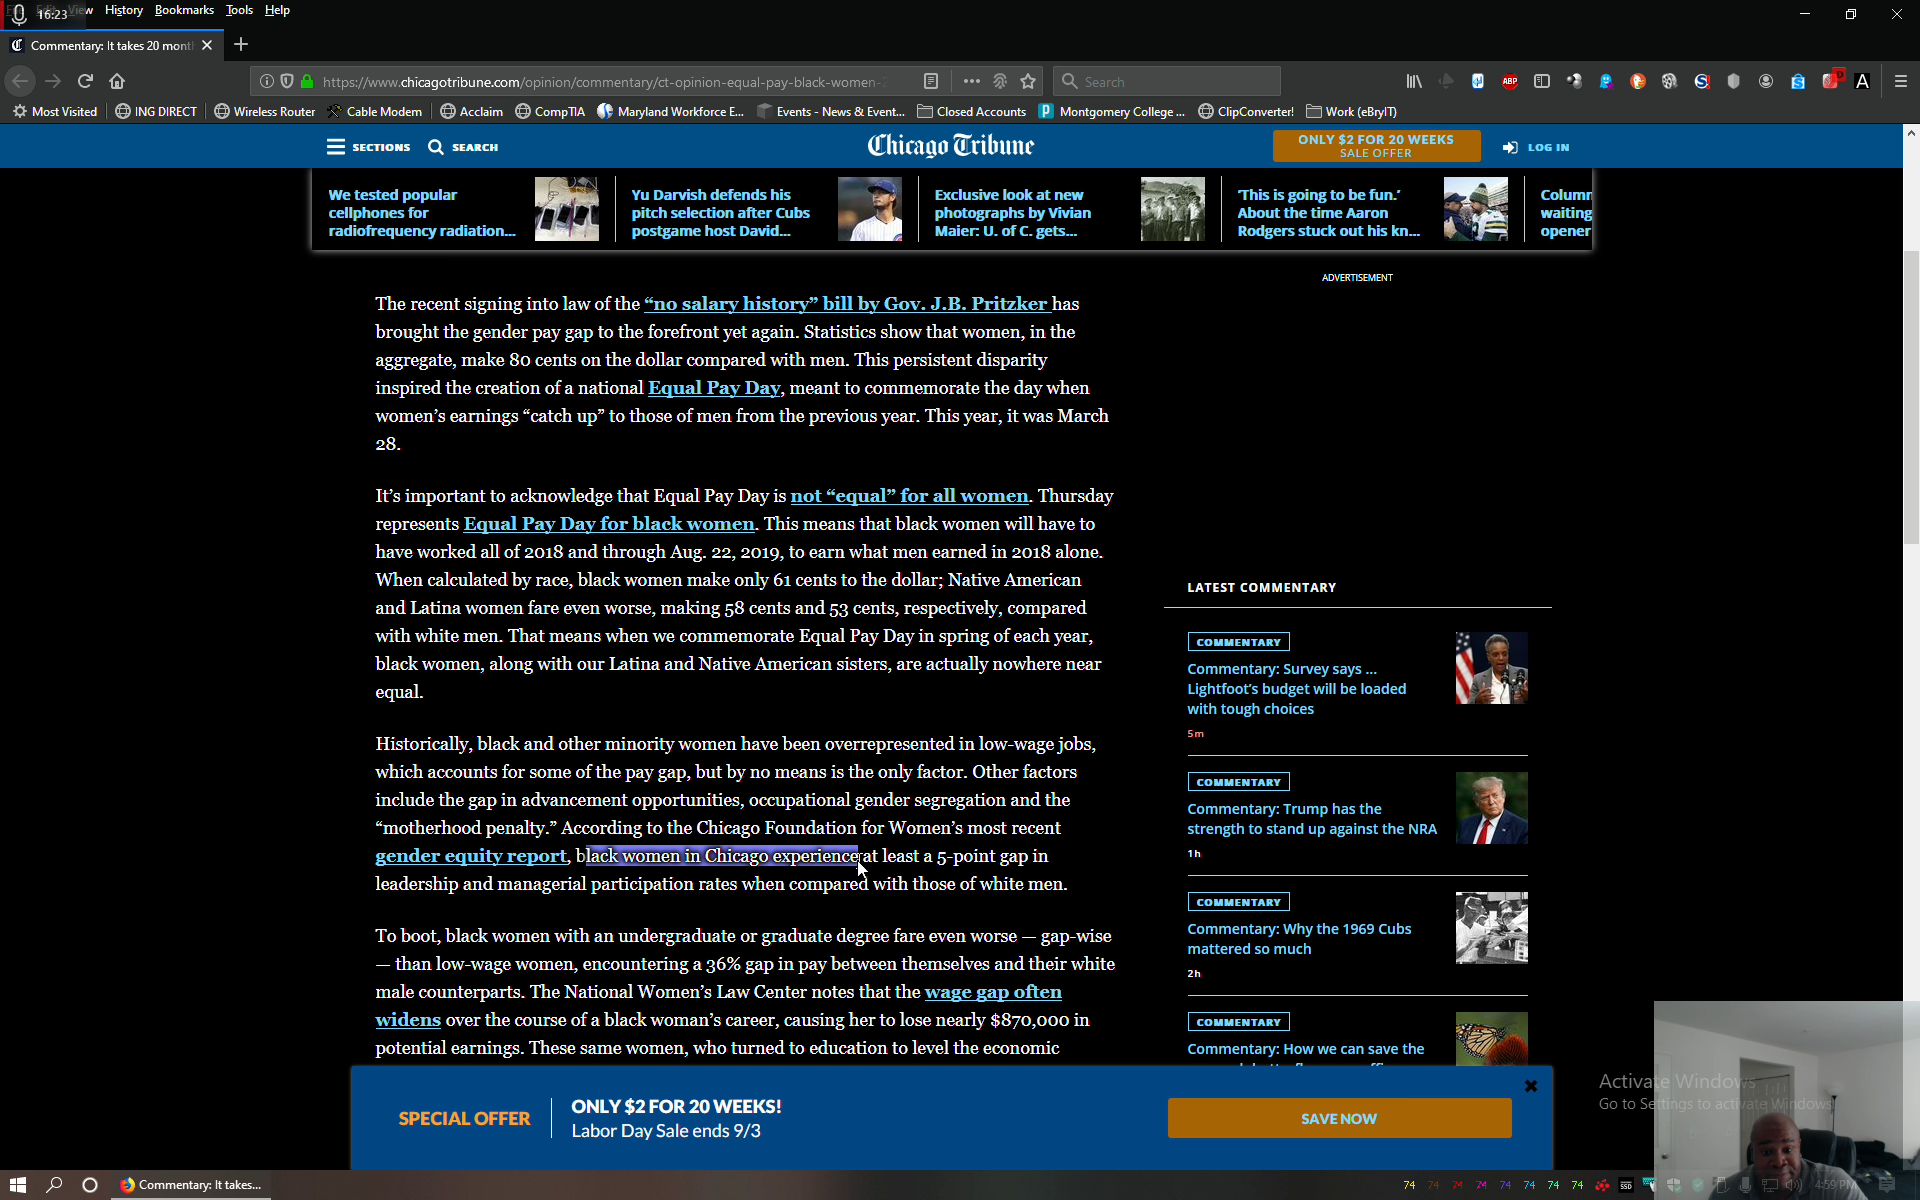 16:23
View
History
Bookmarks
Tools
Help
Commentary: It takes 20 mont
https://www.chicagotribune.com/opinion/commentary/ct-opinion-equal-pay-black-women-
Search
Most Visited
ING DIRECT
Wireless Router
Cable Modem
Acclaim
CompTIA
Maryland Workforce E...
Events - News & Event...
Closed Accounts
Montgomery College ...
ClipConverter!
Work (eBryIT)
SECTIONS
SEARCH
Chicago Tribune
ONLY $2 FOR 20 WEEKS
SALE OFFER
LOG IN
We tested popular
cellphones for
radiofrequency radiation...
Yu Darvish defends his
pitch selection after Cubs
postgame host David...
Exclusive look at new
photographs by Vivian
Maier: U. of C. gets...
‘This is going to be fun.’
About the time Aaron
Rodgers stuck out his kn...
Column
waiting
opener
ADVERTISEMENT
The recent signing into law of the “no salary history” bill by Gov. J.B. Pritzker has
brought the gender pay gap to the forefront yet again. Statistics show that women, in the
aggregate, make 80 cents on the dollar compared with men. This persistent disparity
inspired the creation of a national Equal Pay Day, meant to commemorate the day when
women’s earnings “catch up” to those of men from the previous year. This year, it was March
28.
It’s important to acknowledge that Equal Pay Day is not “equal” for all women. Thursday
represents Equal Pay Day for black women. This means that black women will have to
have worked all of 2018 and through Aug. 22, 2019, to earn what men earned in 2018 alone.
When calculated by race, black women make only 61 cents to the dollar; Native American
and Latina women fare even worse, making 58 cents and 53 cents, respectively, compared
with white men. That means when we commemorate Equal Pay Day in spring of each year,
black women, along with our Latina and Native American sisters, are actually nowhere near
equal.
Historically, black and other minority women have been overrepresented in low-wage jobs,
which accounts for some of the pay gap, but by no means is the only factor. Other factors
include the gap in advancement opportunities, occupational gender segregation and the
“motherhood penalty.” According to the Chicago Foundation for Women’s most recent
gender equity report, black women in Chicago experience at least a 5-point gap in
leadership and managerial participation rates when compared with those of white men.
To boot, black women with an undergraduate or graduate degree fare even worse — gap-wise
— than low-wage women, encountering a 36% gap in pay between themselves and their white
male counterparts. The National Women’s Law Center notes that the wage gap often
widens over the course of a black woman’s career, causing her to lose nearly $870,000 in
potential earnings. These same women, who turned to education to level the economic
LATEST COMMENTARY
COMMENTARY
Commentary: Survey says ...
Lightfoot’s budget will be loaded
with tough choices
5m
COMMENTARY
Commentary: Trump has the
strength to stand up against the NRA
1h
COMMENTARY
Commentary: Why the 1969 Cubs
mattered so much
2h
COMMENTARY
Commentary: How we can save the
SPECIAL OFFER
ONLY $2 FOR 20 WEEKS!
Labor Day Sale ends 9/3
SAVE NOW
Activate Windows
Go to Settings to activate Windows.
Commentary: It takes...
74 74 74 74 74 74 74 74
SSD
4:59 PM